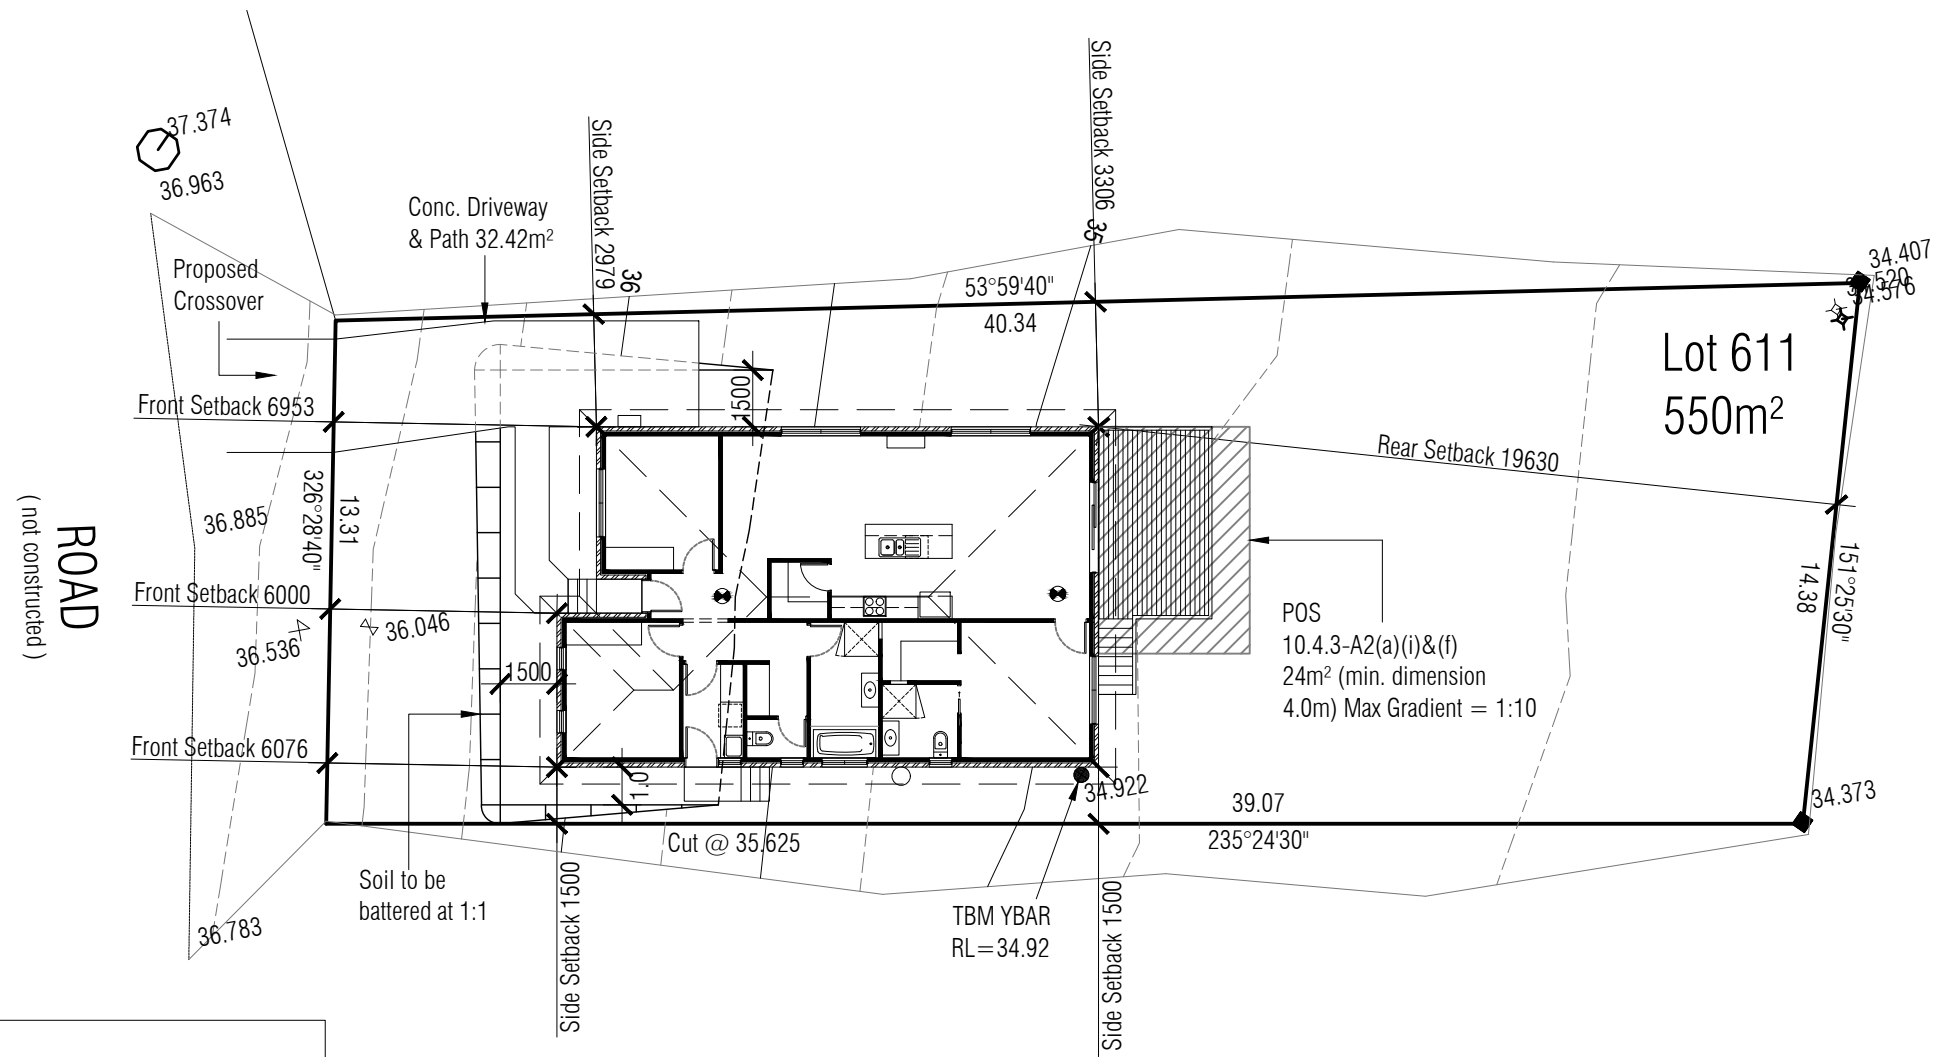 37.374
36.963
Proposed
Crossover
Conc. Driveway
& Path 32.42m²
Side Setback 2979
36
Side Setback 3306
35
53°59'40"
40.34
34.407
34.576
Lot 611
550m²
Front Setback 6953
1500
Rear Setback 19630
36.885
326°28'40"
13.31
ROAD
( not constructed )
Front Setback 6000
36.536
36.046
1500
151°25'30"
14.38
POS
10.4.3-A2(a)(i)&(f)
24m² (min. dimension
4.0m) Max Gradient = 1:10
Front Setback 6076
1.0
34.922
39.07
235°24'30"
34.373
Cut @ 35.625
Soil to be
battered at 1:1
Side Setback 1500
TBM YBAR
RL=34.92
Side Setback 1500
36.783